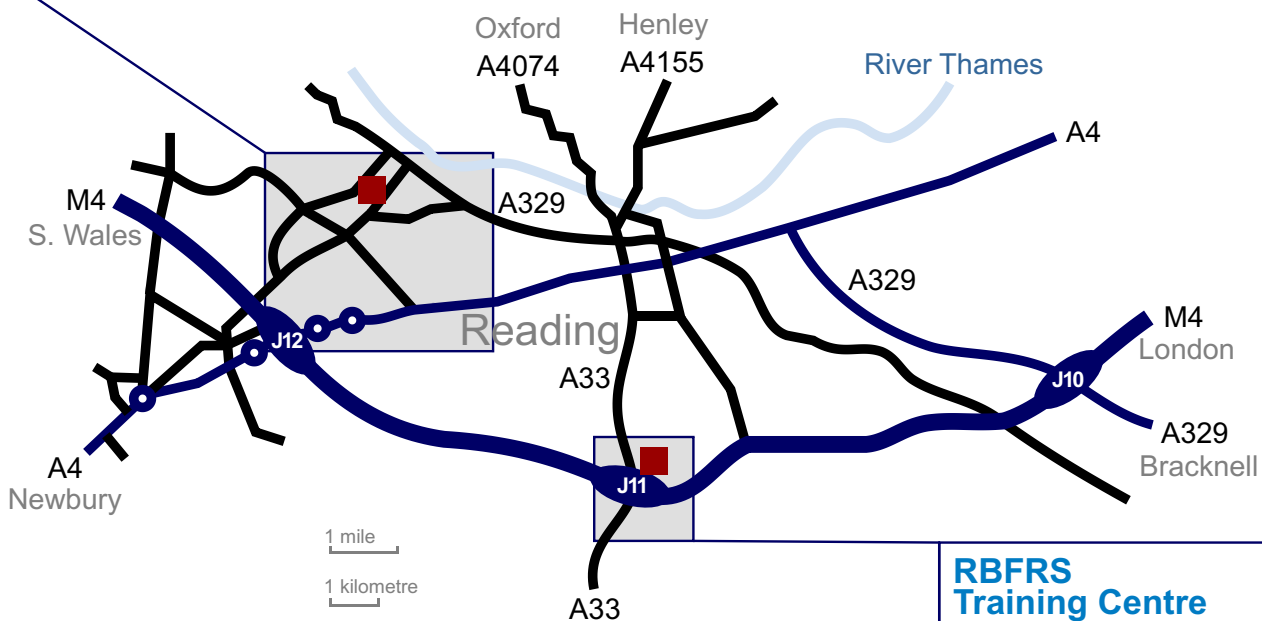 Oxford
A4074
Henley
A4155
River Thames
A4
M4
S. Wales
A329
A329
J12
Reading
M4
London
A33
J10
A329
Bracknell
A4
Newbury
J11
1 mile
1 kilometre
A33
RBFRS
Training Centre